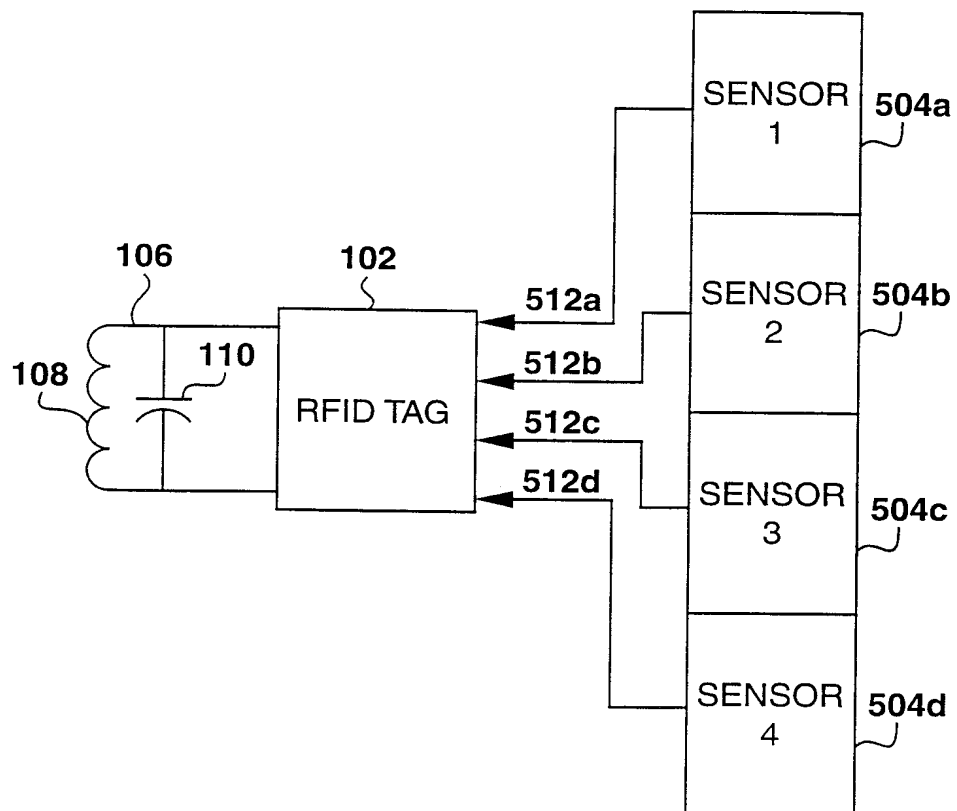 SENSOR
1
504a
106
102
512a
SENSOR
2
504b
108
110
512b
RFID TAG
512c
512d
SENSOR
3
504c
SENSOR
4
504d